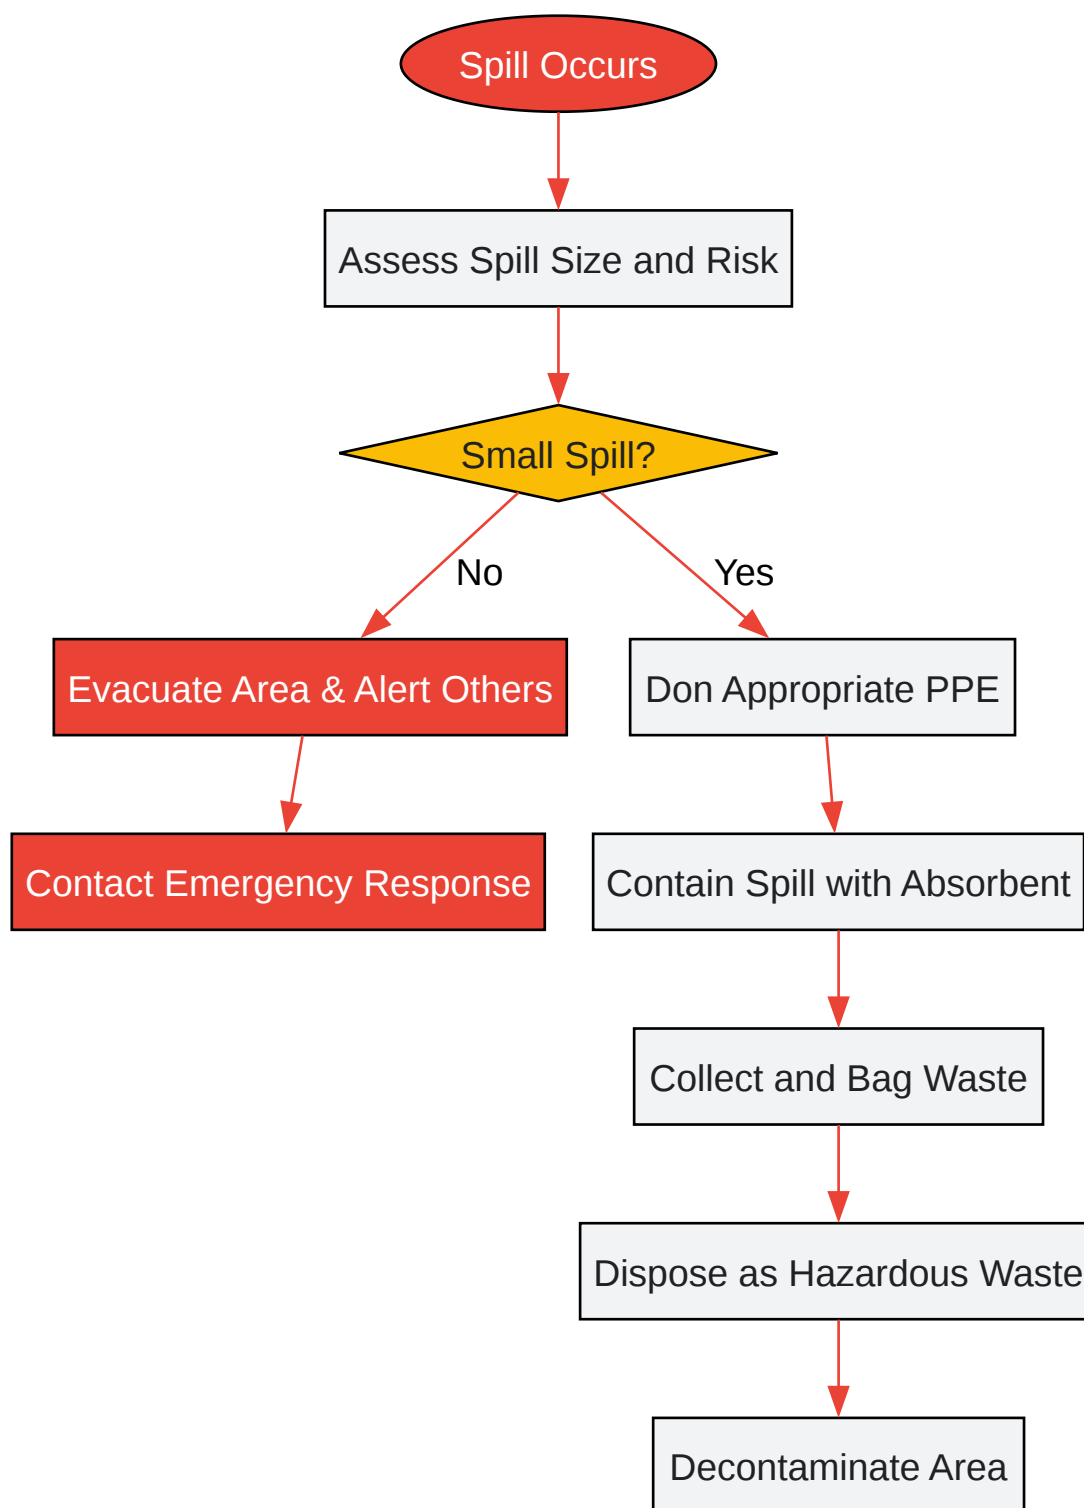 Spill Occurs
Assess Spill Size and Risk
Small Spill?
No
Yes
Evacuate Area & Alert Others
Don Appropriate PPE
Contact Emergency Response
Contain Spill with Absorbent
Collect and Bag Waste
Dispose as Hazardous Waste
Decontaminate Area